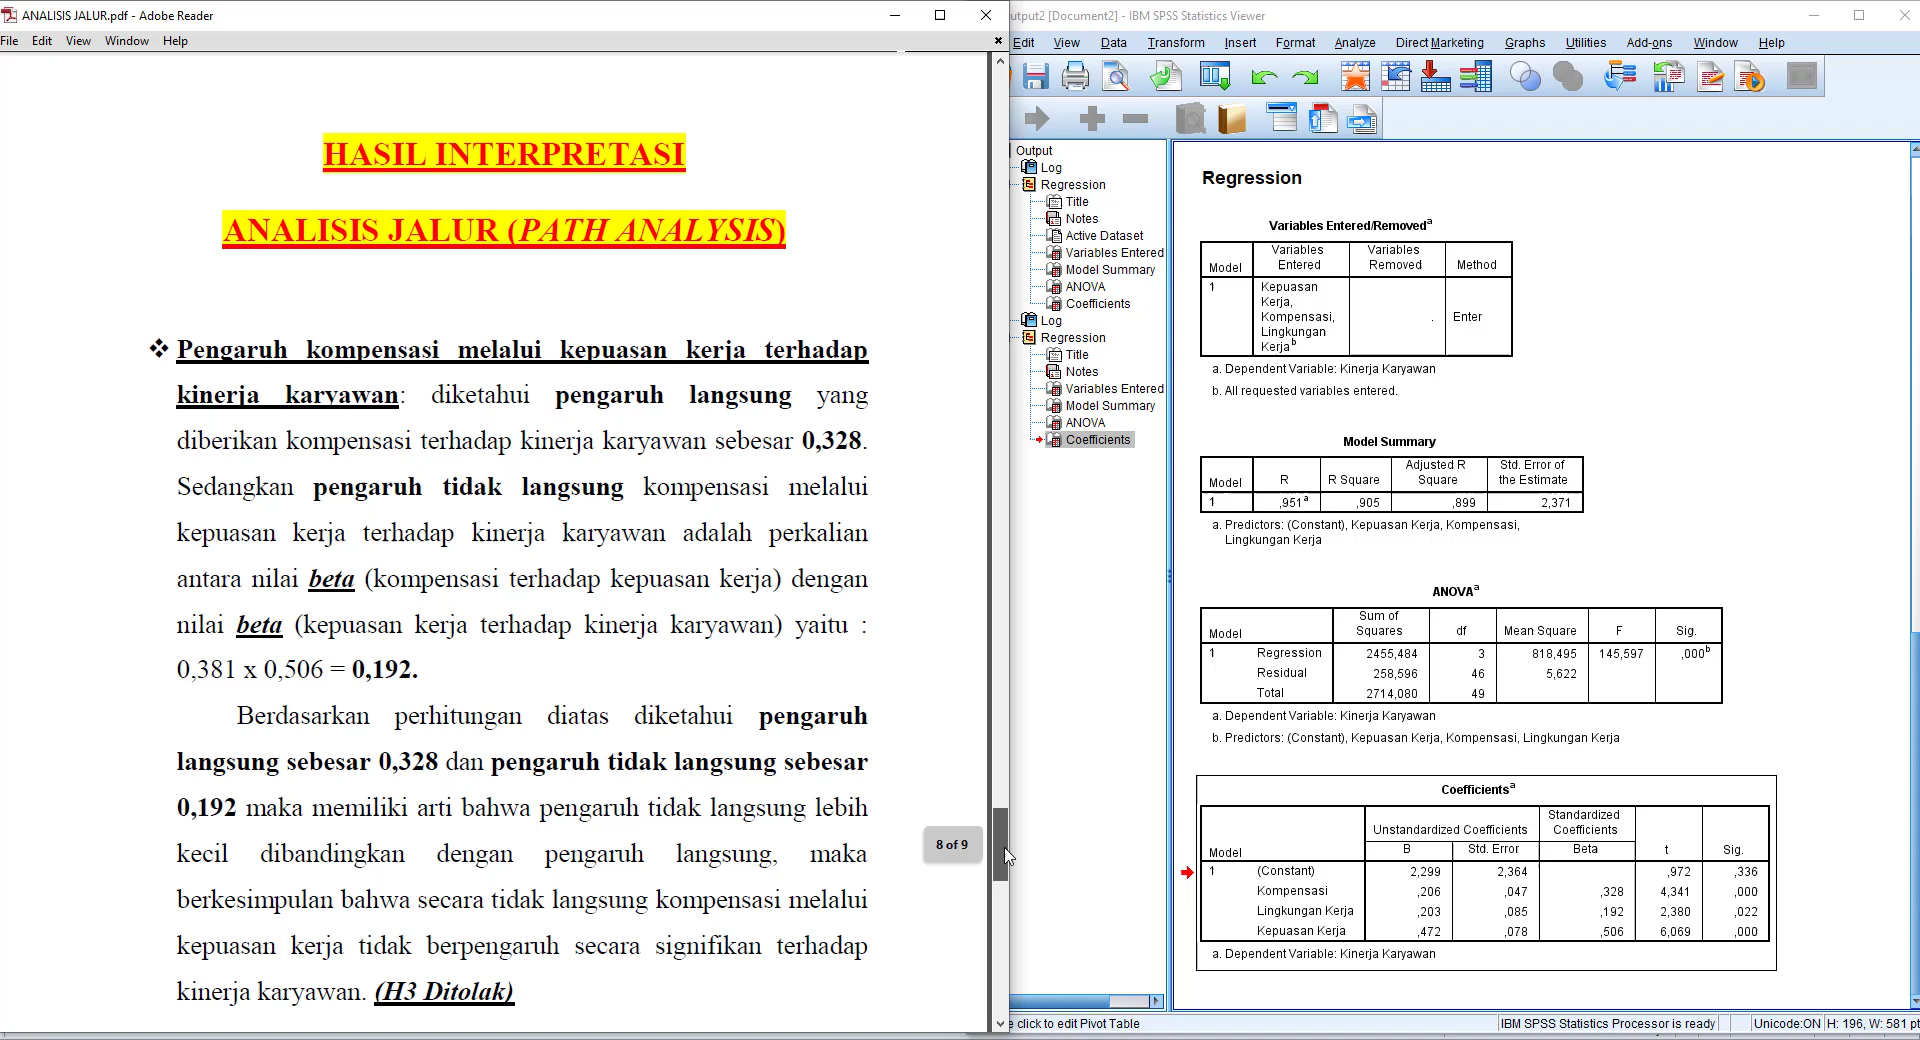 ANALISIS JALUR.pdf - Adobe Reader
File Edit View Window Help
HASIL INTERPRETASI
ANALISIS JALUR (PATH ANALYSIS)
❖ Pengaruh kompensasi melalui kepuasan kerja terhadap
kinerja karyawan: diketahui pengaruh langsung yang
diberikan kompensasi terhadap kinerja karyawan sebesar 0,328.
Sedangkan pengaruh tidak langsung kompensasi melalui
kepuasan kerja terhadap kinerja karyawan adalah perkalian
antara nilai beta (kompensasi terhadap kepuasan kerja) dengan
nilai beta (kepuasan kerja terhadap kinerja karyawan) yaitu :
0,381 x 0,506 = 0,192.
Berdasarkan perhitungan diatas diketahui pengaruh
langsung sebesar 0,328 dan pengaruh tidak langsung sebesar
0,192 maka memiliki arti bahwa pengaruh tidak langsung lebih
kecil dibandingkan dengan pengaruh langsung, maka
berkesimpulan bahwa secara tidak langsung kompensasi melalui
kepuasan kerja tidak berpengaruh secara signifikan terhadap
kinerja karyawan. (H3 Ditolak)
8 of 9
utput2 [Document2] - IBM SPSS Statistics Viewer
Edit View Data Transform Insert Format Analyze Direct Marketing Graphs Utilities Add-ons Window Help
Output
Log
Regression
Title
Notes
Active Dataset
Variables Entered
Model Summary
ANOVA
Coefficients
Log
Regression
Title
Notes
Variables Entered
Model Summary
ANOVA
Coefficients
Regression
Variables Entered/Removed a
Model Variables Entered Variables Removed Method
1 Kepuasan Kerja, Kompensasi, Lingkungan Kerja b . Enter
a. Dependent Variable: Kinerja Karyawan
b. All requested variables entered.
Model Summary
Model R R Square Adjusted R Square Std. Error of the Estimate
1 ,951 a ,905 ,899 2,371
a. Predictors: (Constant), Kepuasan Kerja, Kompensasi,
Lingkungan Kerja
ANOVA a
Model Sum of Squares df Mean Square F Sig.
1 Regression 2455,484 3 818,495 145,597 ,000 b
Residual 258,596 46 5,622
Total 2714,080 49
a. Dependent Variable: Kinerja Karyawan
b. Predictors: (Constant), Kepuasan Kerja, Kompensasi, Lingkungan Kerja
Coefficients a
Unstandardized Coefficients Standardized Coefficients
Model B Std. Error Beta t Sig.
1 (Constant) 2,299 2,364 ,972 ,336
Kompensasi ,206 ,047 ,328 4,341 ,000
Lingkungan Kerja ,203 ,085 ,192 2,380 ,022
Kepuasan Kerja ,472 ,078 ,506 6,069 ,000
a. Dependent Variable: Kinerja Karyawan
e click to edit Pivot Table
IBM SPSS Statistics Processor is ready Unicode:ON H: 196, W: 581 pt